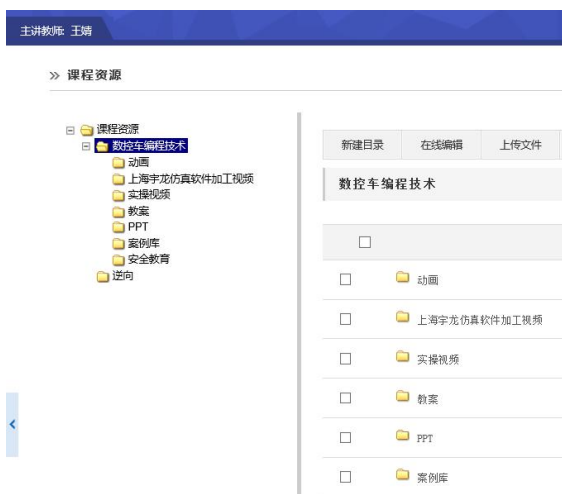 主讲教师: 王婧
» 课程资源
课程资源
数控车编程技术
动画
上海宇龙仿真软件加工视频
实操视频
教案
PPT
案例库
安全教育
逆向
新建目录 在线编辑 上传文件
数控车编程技术
动画
上海宇龙仿真软件加工视频
实操视频
教案
PPT
案例库